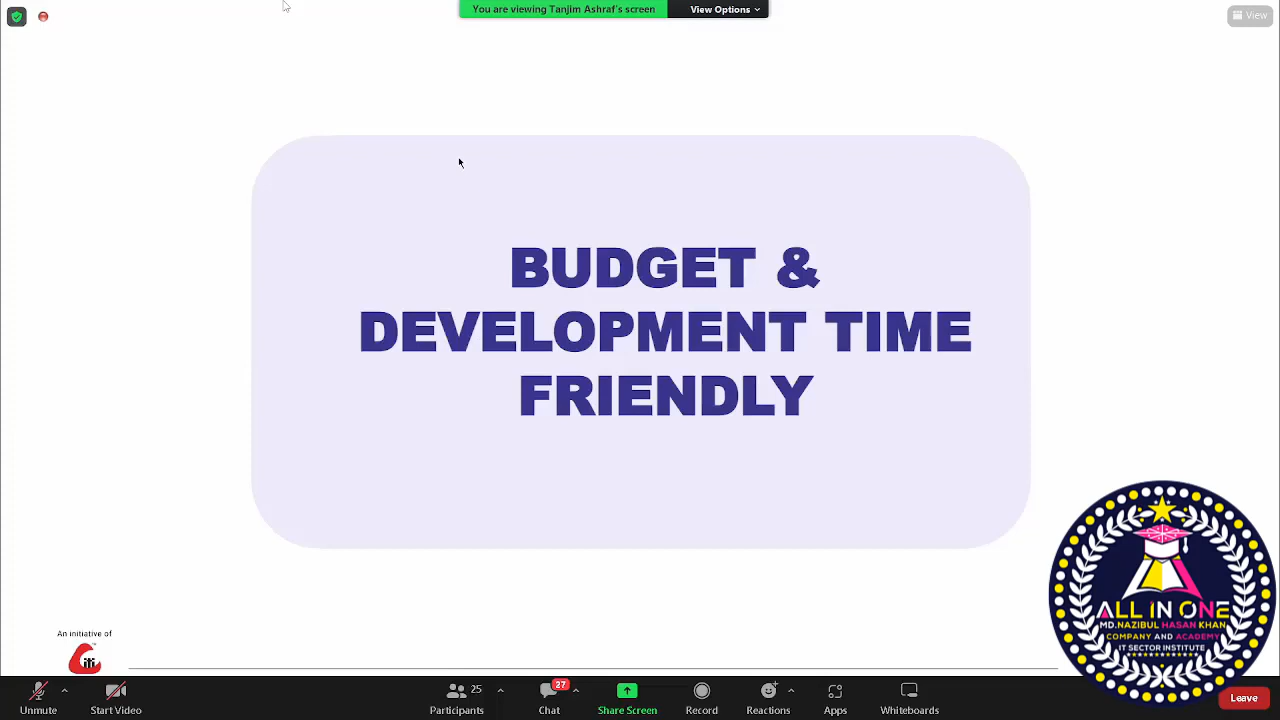 You are viewing Tanjim Ashraf's screen
View Options
View
BUDGET &
DEVELOPMENT TIME
FRIENDLY
An initiative of
ALL IN ONE
MD.NAZIBUL HASAN KHAN
COMPANY AND ACADEMY
IT SECTOR INSTITUTE
Unmute
Start Video
25
Participants
27
Chat
Share Screen
Record
Reactions
Apps
Whiteboards
Leave